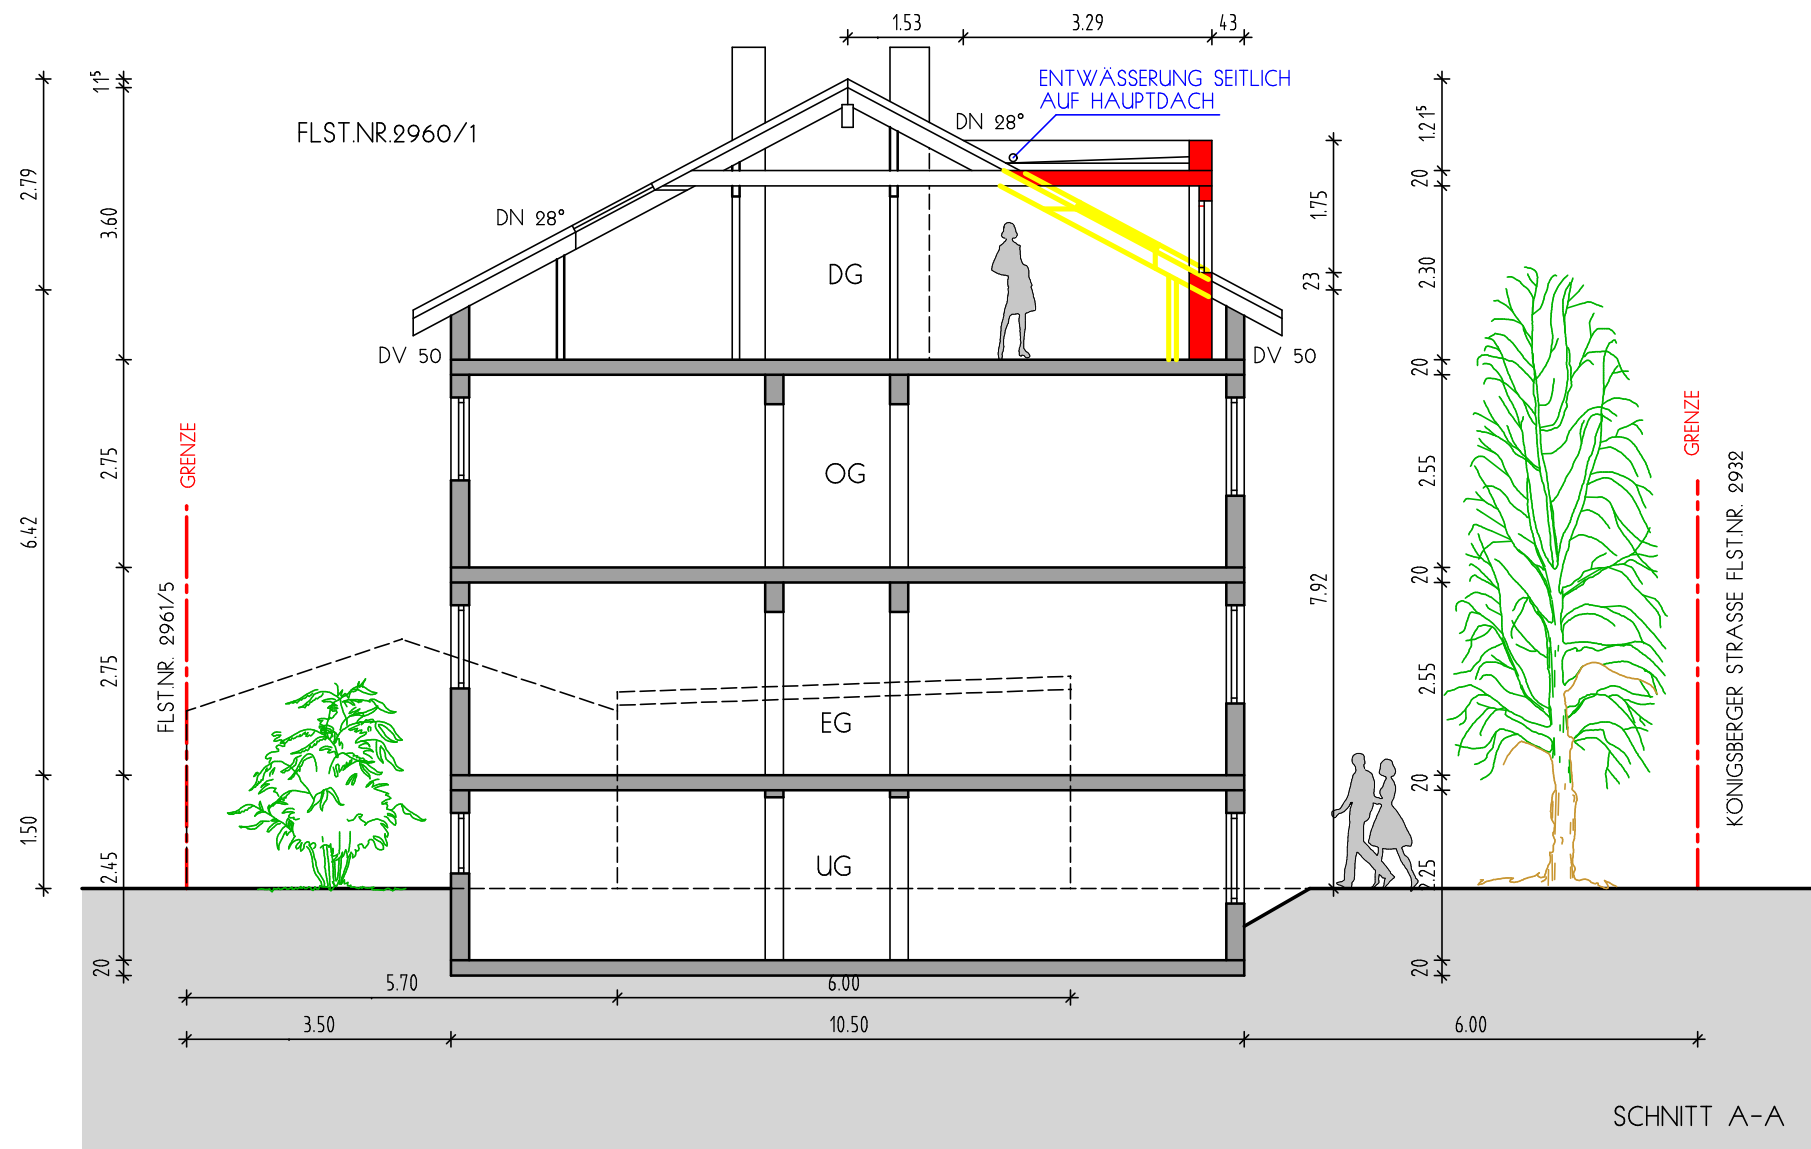 1.53
3.29
43
ENTWÄSSERUNG SEITLICH
AUF HAUPTDACH
DN 28°
FLST.NR.2960/1
11⁵
2.79
3.60
DN 28°
1.21⁵
20
1.75
2.30
23
DG
DV 50
DV 50
20
GRENZE
GRENZE
2.75
OG
2.55
KÖNIGSBERGER STRASSE FLST.NR. 2932
6.42
20
7.92
FLST.NR. 2961/5
2.75
2.55
EG
20
1.50
2.45
UG
2.25
20
20
5.70
6.00
3.50
10.50
6.00
SCHNITT A-A